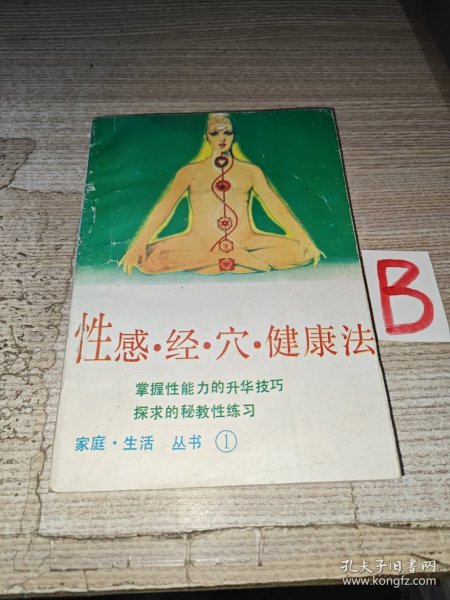 B
性感·经·穴·健康法
掌握性能力的升华技巧
探求的秘教性练习
家庭·生活 丛书 ①
孔夫子旧书网
www.kongfz.com